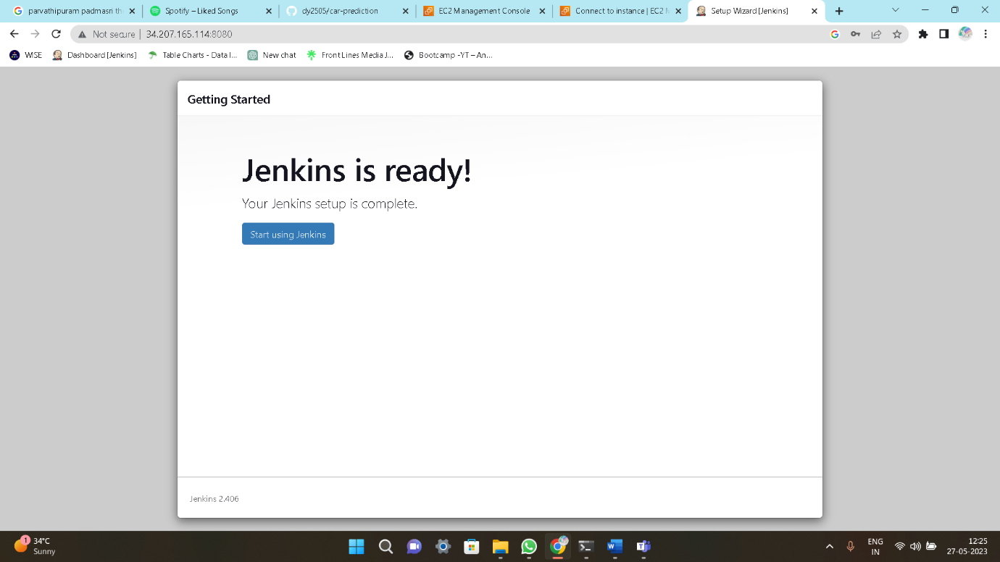 parvathipuram padmasri th
Spotify – Liked Songs
dy2505/car-prediction
EC2 Management Console
Connect to instance | EC2 M
Setup Wizard [Jenkins]
Not secure | 34.207.165.114:8080
WISE
Dashboard [Jenkins]
Table Charts - Data I...
New chat
Front Lines Media J...
Bootcamp -YT – An...
Getting Started
Jenkins is ready!
Your Jenkins setup is complete.
Start using Jenkins
Jenkins 2.406
1
34°C
Sunny
ENG
IN
12:25
27-05-2023